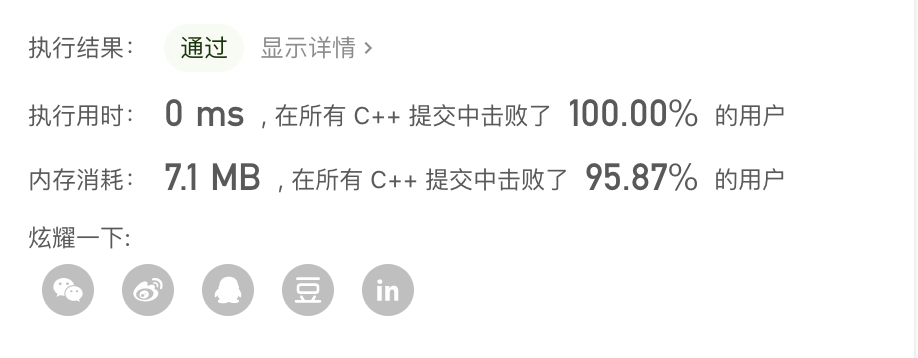 执行结果： 通过 显示详情 ›
执行用时： 0 ms , 在所有 C++ 提交中击败了 100.00% 的用户
内存消耗： 7.1 MB , 在所有 C++ 提交中击败了 95.87% 的用户
炫耀一下:
豆 in